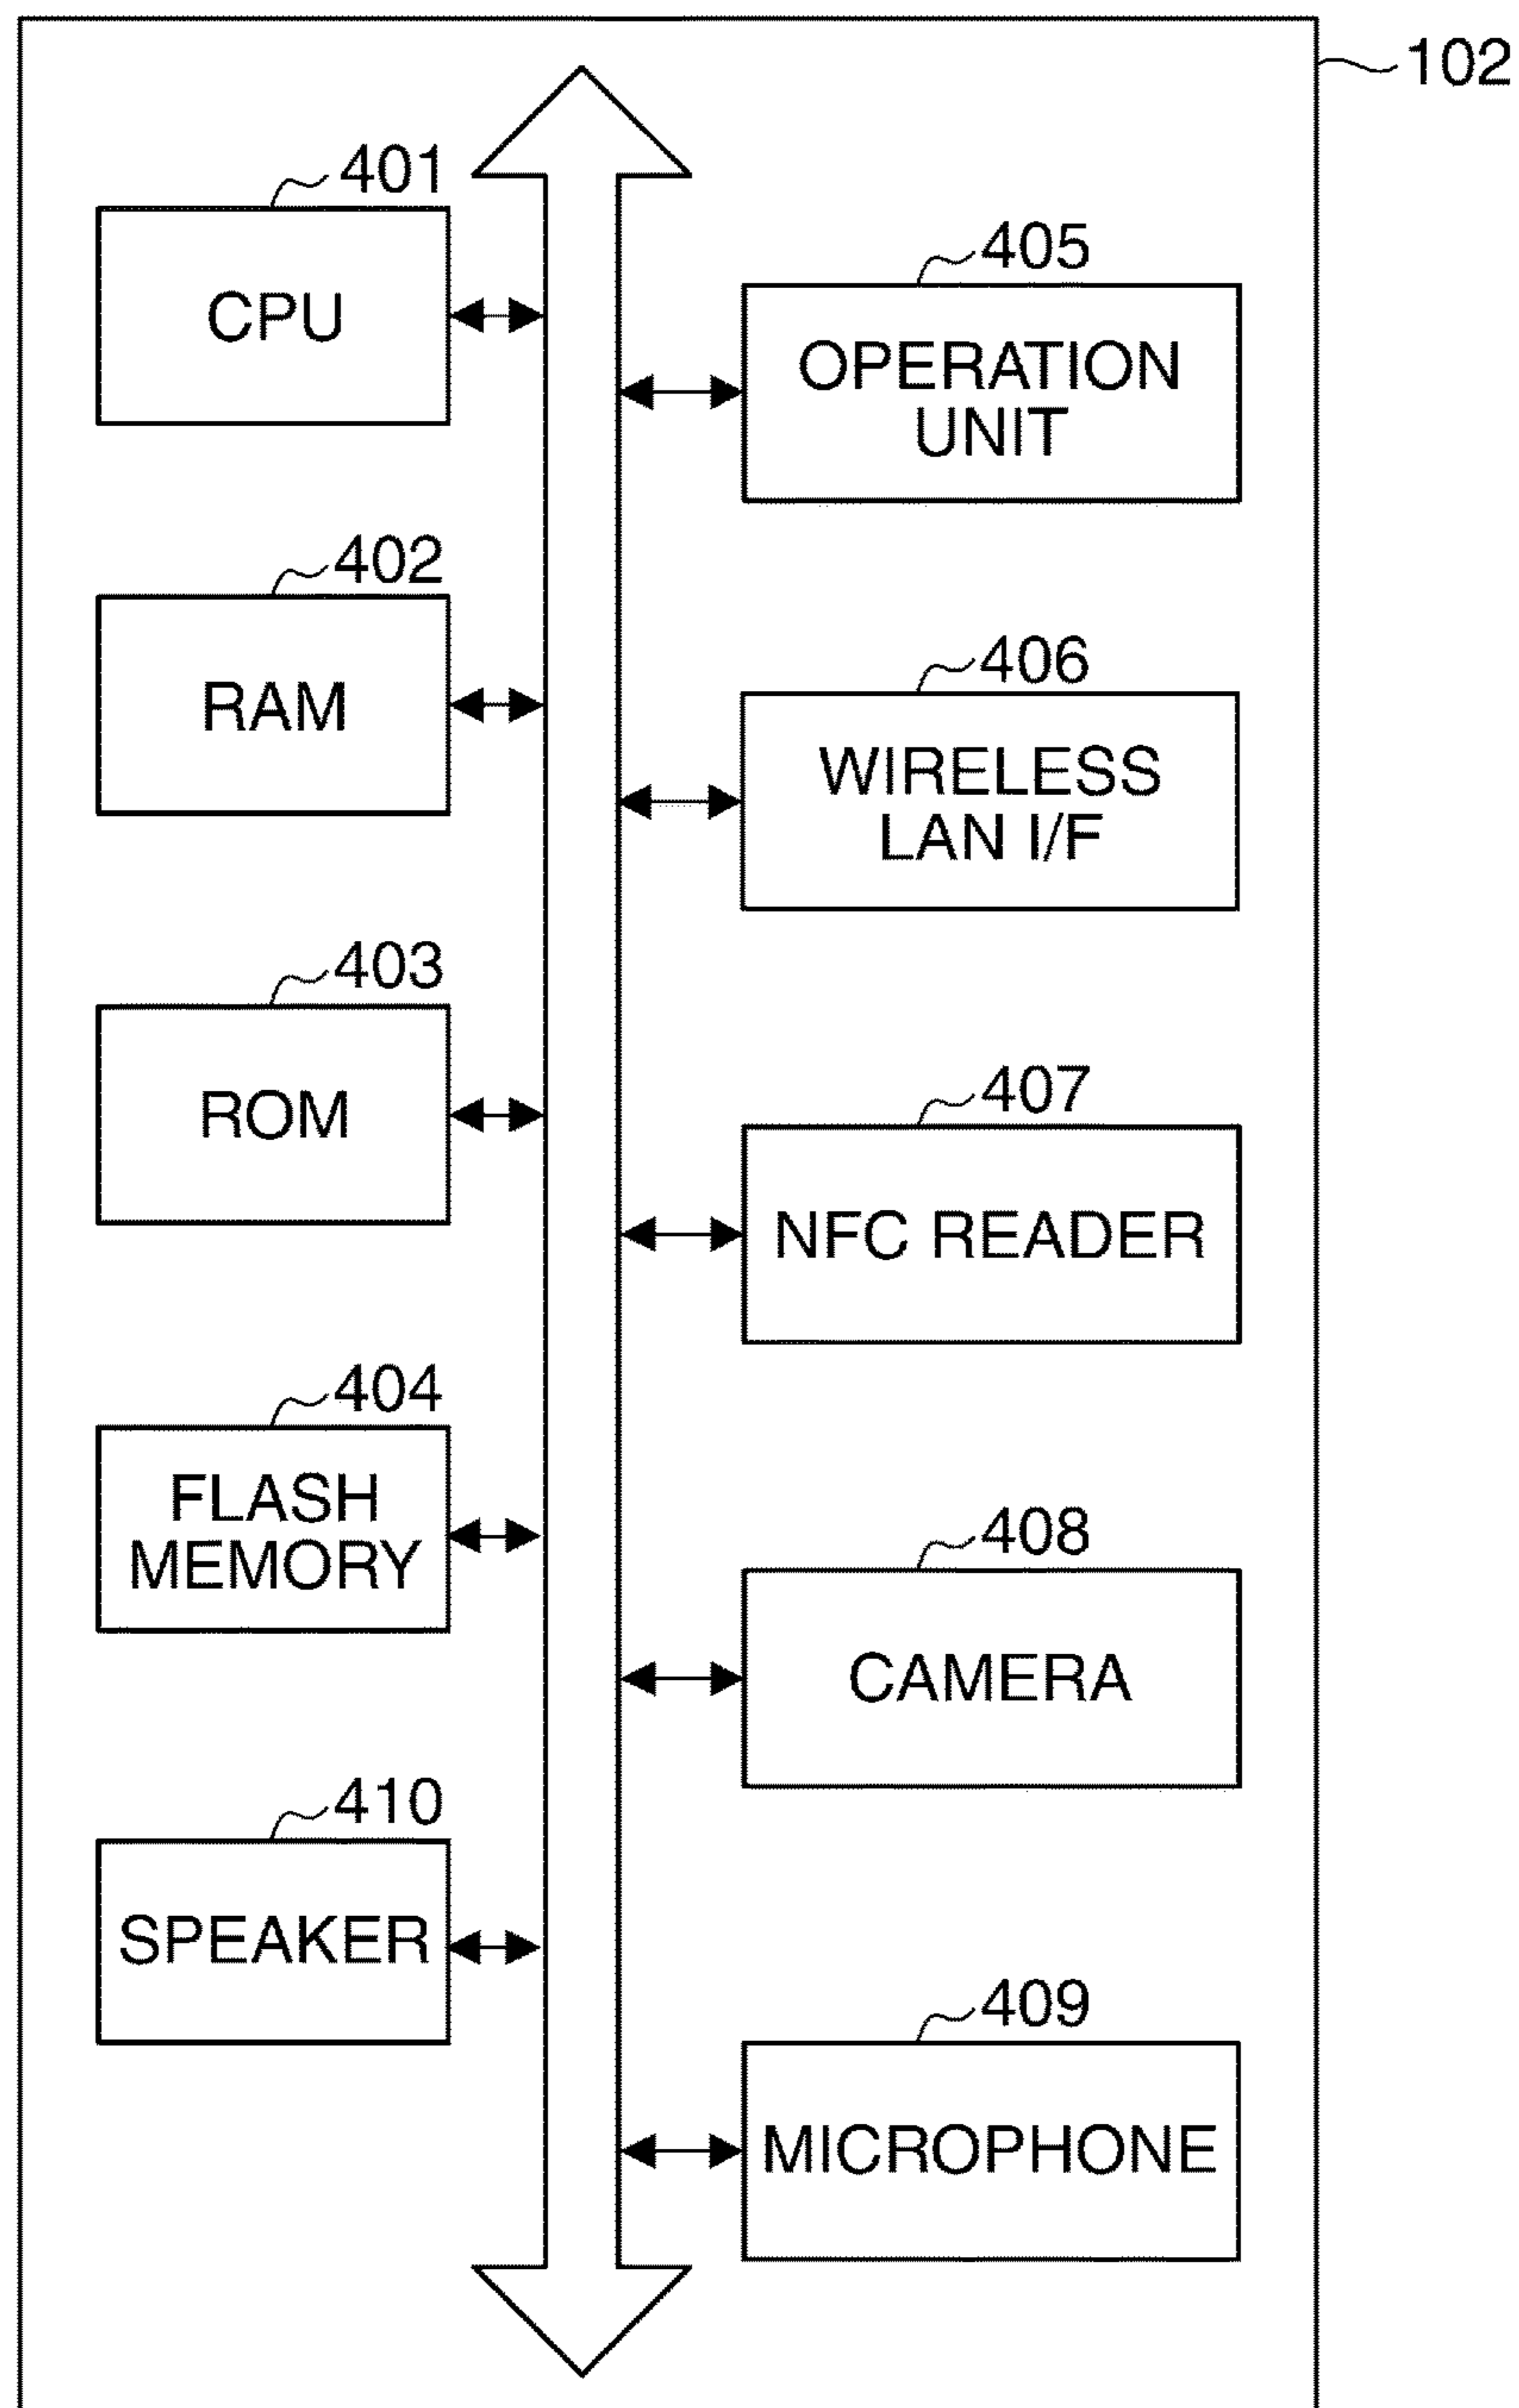 102
401
CPU
405
OPERATION
UNIT
402
RAM
406
WIRELESS
LAN I/F
403
ROM
407
NFC READER
404
FLASH
MEMORY
408
CAMERA
410
SPEAKER
409
MICROPHONE